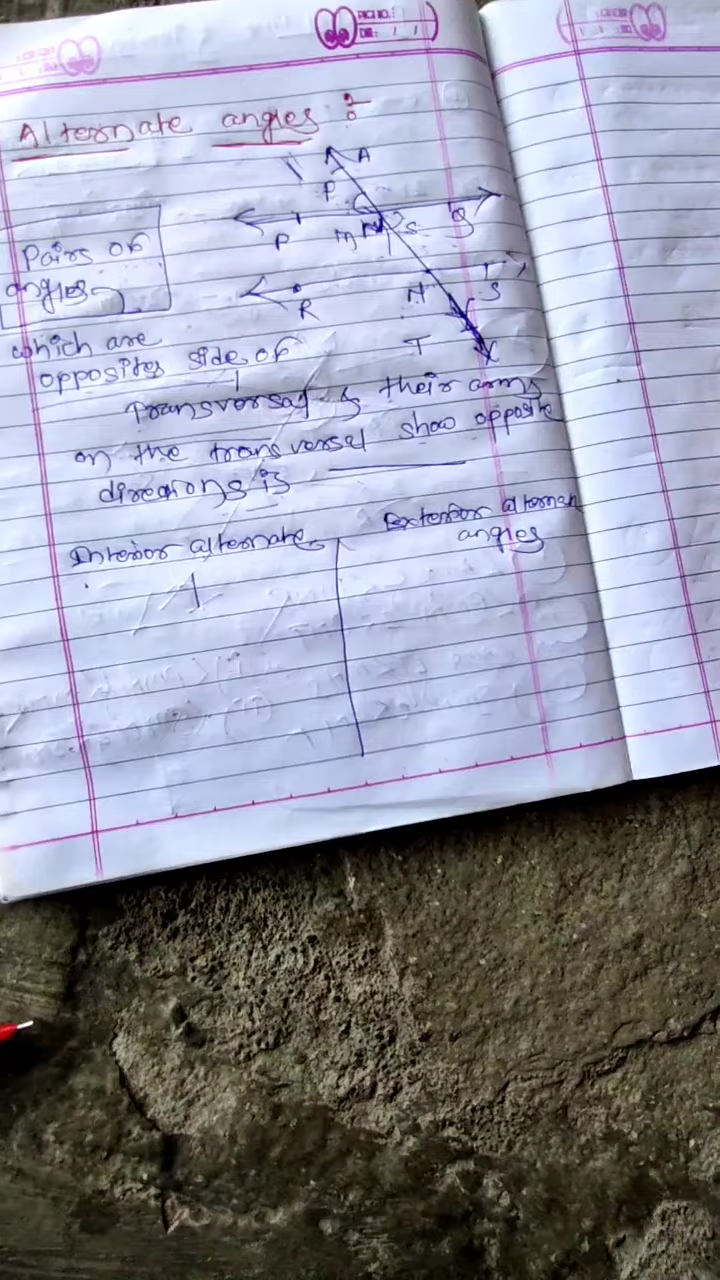 Alternate angles :-
A
P
P M S Q
R N S
T
Pairs of
angles
which are
opposites side of
Transversal & their arms
on the transversal show opposite
directions is
Interior alternate
Exterior alternan
angles